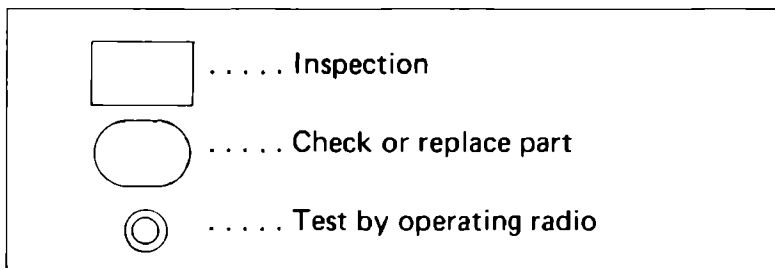 ..... Inspection
..... Check or replace part
..... Test by operating radio